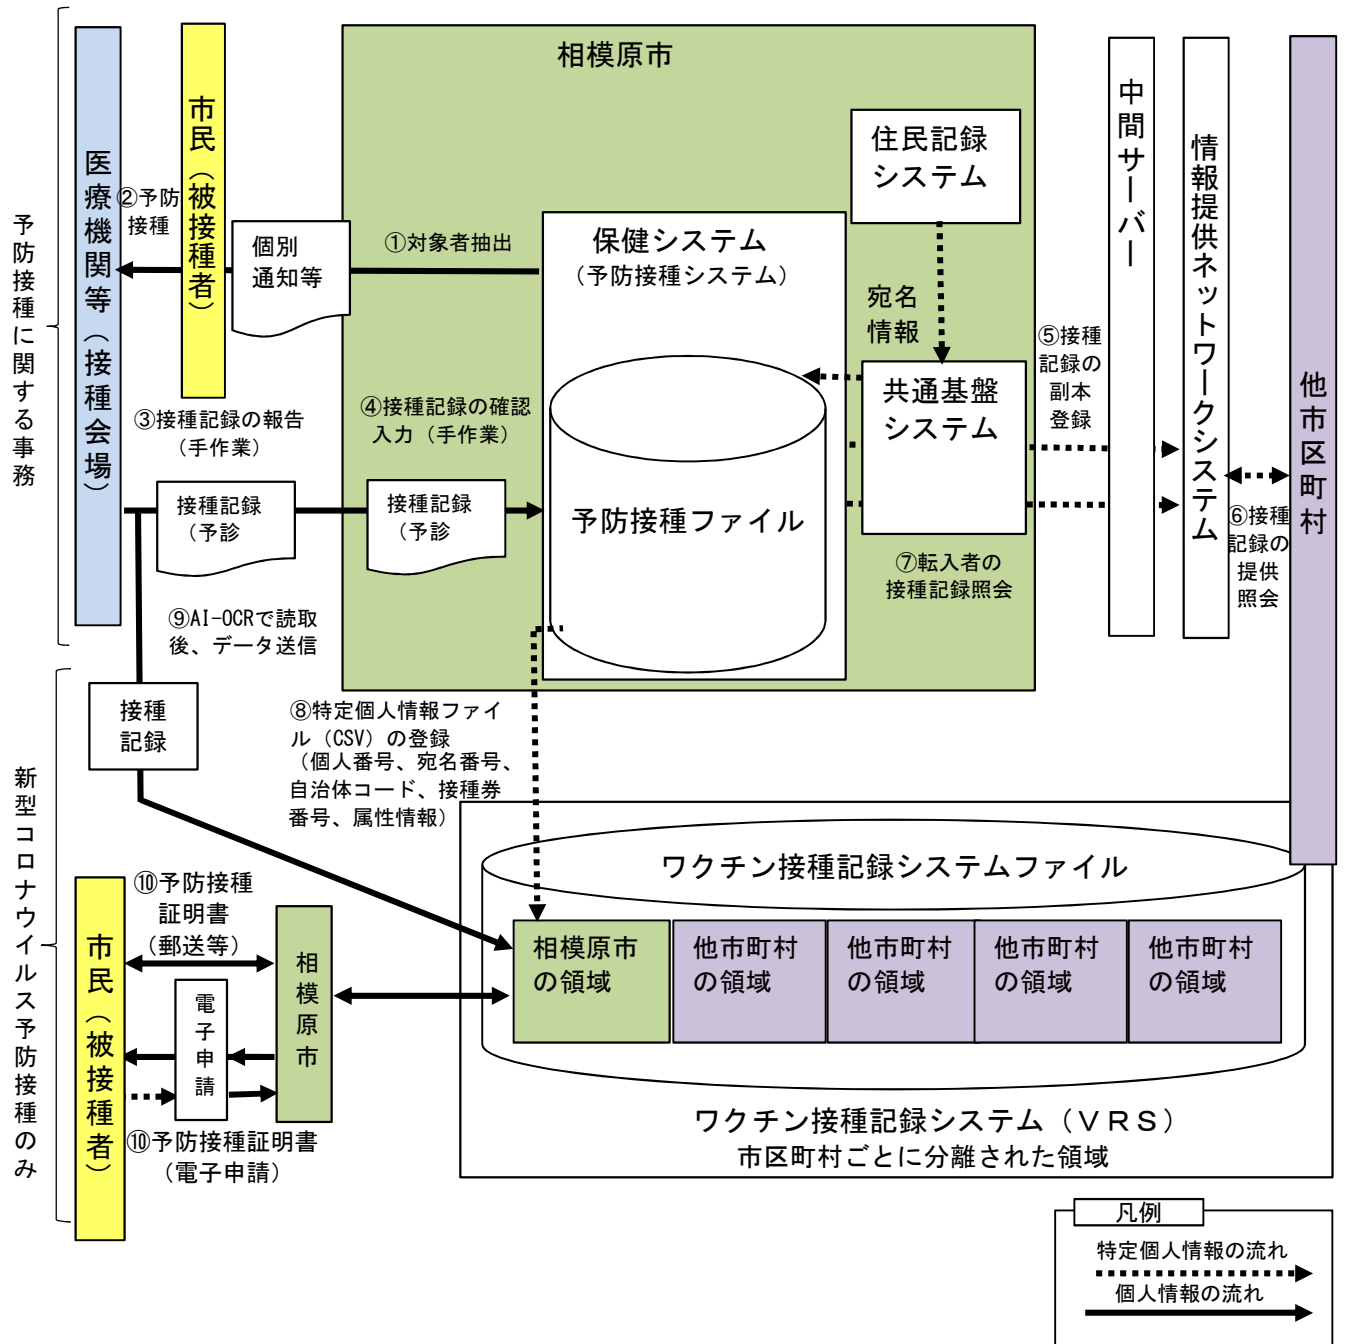 相模原市
市民（被接種者）
医療機関等（接種会場）
予防接種に関する事務
②予防
接種
個別
通知等
①対象者抽出
保健システム
（予防接種システム）
住民記録
システム
宛名
情報
共通基盤
システム
予防接種ファイル
中間サーバー
情報提供ネットワークシステム
他市区町村
⑤接種
記録の
副本
登録
⑥接種
記録の
提供
照会
⑦転入者の
接種記録照会
③接種記録の報告
（手作業）
④接種記録の確認
入力（手作業）
接種記録
（予診
接種記録
（予診
⑨AI-OCRで読取
後、データ送信
接種
記録
⑧特定個人情報ファイ
ル（CSV）の登録
（個人番号、宛名番号、
自治体コード、接種券
番号、属性情報）
新型コロナウイルス予防接種のみ
市民（被接種者）
⑩予防接種
証明書
（郵送等）
電子申請
相模原市
⑩予防接種証明書
（電子申請）
ワクチン接種記録システムファイル
相模原市
の領域
他市町村
の領域
他市町村
の領域
他市町村
の領域
他市町村
の領域
ワクチン接種記録システム（ＶＲＳ）
市区町村ごとに分離された領域
凡例
特定個人情報の流れ
個人情報の流れ